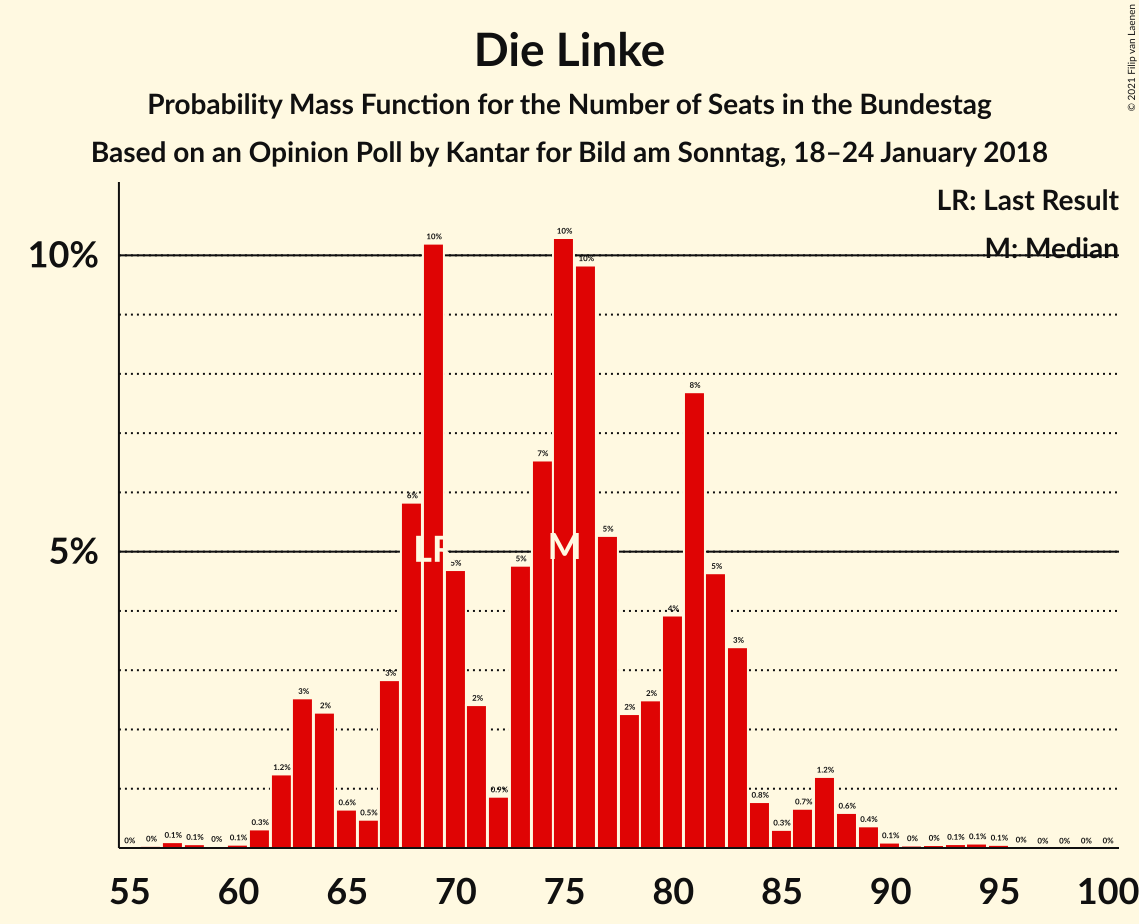 Die Linke
Probability Mass Function for the Number of Seats in the Bundestag
Based on an Opinion Poll by Kantar for Bild am Sonntag, 18–24 January 2018
© 2021 Filip van Laenen
LR: Last Result
M: Median
10%
5%
0% 0% 0.1% 0.1% 0% 0.1% 0.3% 1.2% 3% 2% 0.6% 0.5% 3% 6% 10% 5% 2% 0.9% 5% 7% 10% 10% 5% 2% 2% 4% 8% 5% 3% 0.8% 0.3% 0.7% 1.2% 0.6% 0.4% 0.1% 0% 0% 0.1% 0.1% 0.1% 0% 0% 0% 0% 0%
LR M
55 60 65 70 75 80 85 90 95 100